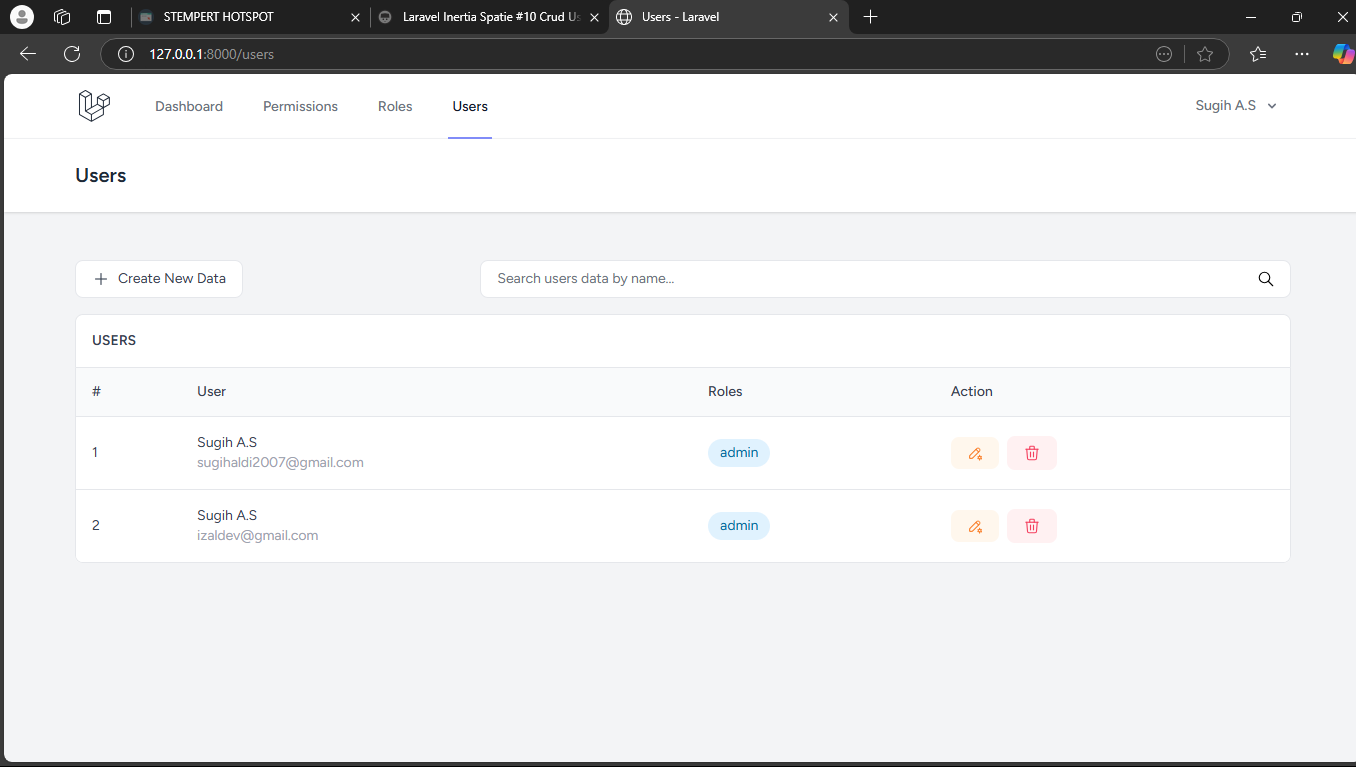 STEMPERT HOTSPOT
Laravel Inertia Spatie #10 Crud Us
Users - Laravel
127.0.0.1:8000/users
Dashboard
Permissions
Roles
Users
Sugih A.S
Users
Create New Data
Search users data by name...
USERS
# User Roles Action
1 Sugih A.S admin
sugihaldi2007@gmail.com
2 Sugih A.S admin
izaldev@gmail.com